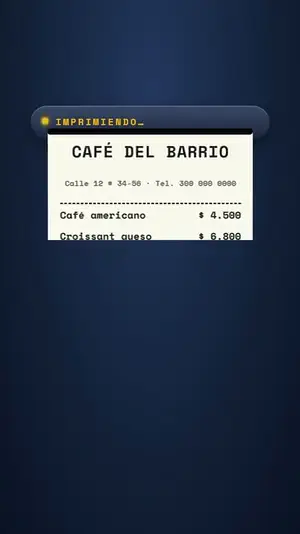 IMPRIMIENDO…
CAFÉ DEL BARRIO
Calle 12 # 34-56 · Tel. 300 000 0000
Café americano $ 4.500
Croissant queso $ 6.800